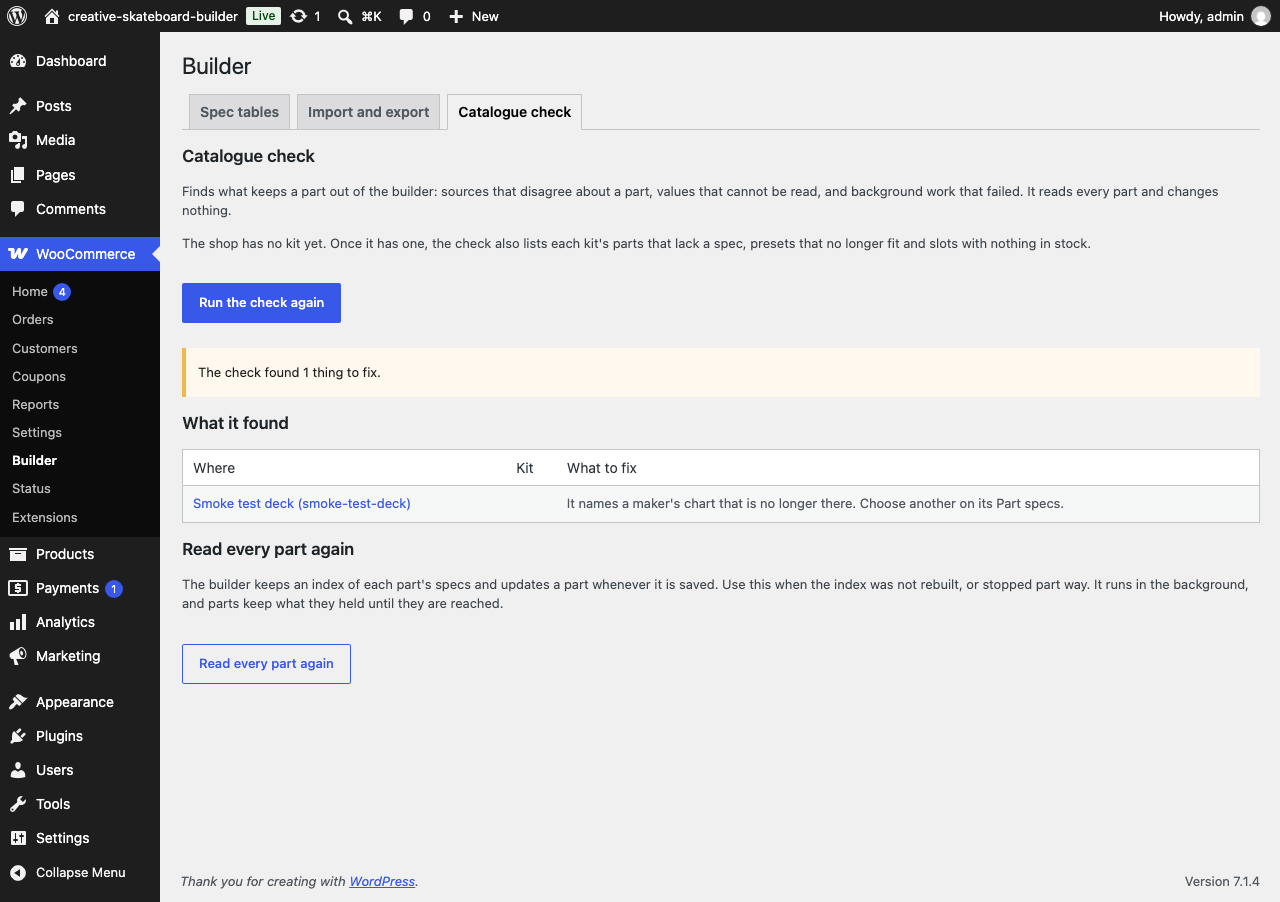 creative-skateboard-builder Live 1 ⌘K 0 New Howdy, admin
Dashboard
Posts
Media
Pages
Comments
WooCommerce
Home 4
Orders
Customers
Coupons
Reports
Settings
Builder
Status
Extensions
Products
Payments 1
Analytics
Marketing
Appearance
Plugins
Users
Tools
Settings
Collapse Menu
Builder
Spec tables Import and export Catalogue check
Catalogue check
Finds what keeps a part out of the builder: sources that disagree about a part, values that cannot be read, and background work that failed. It reads every part and changes
nothing.
The shop has no kit yet. Once it has one, the check also lists each kit's parts that lack a spec, presets that no longer fit and slots with nothing in stock.
Run the check again
The check found 1 thing to fix.
What it found
Where Kit What to fix
Smoke test deck (smoke-test-deck) It names a maker's chart that is no longer there. Choose another on its Part specs.
Read every part again
The builder keeps an index of each part's specs and updates a part whenever it is saved. Use this when the index was not rebuilt, or stopped part way. It runs in the background,
and parts keep what they held until they are reached.
Read every part again
Thank you for creating with WordPress. Version 7.1.4